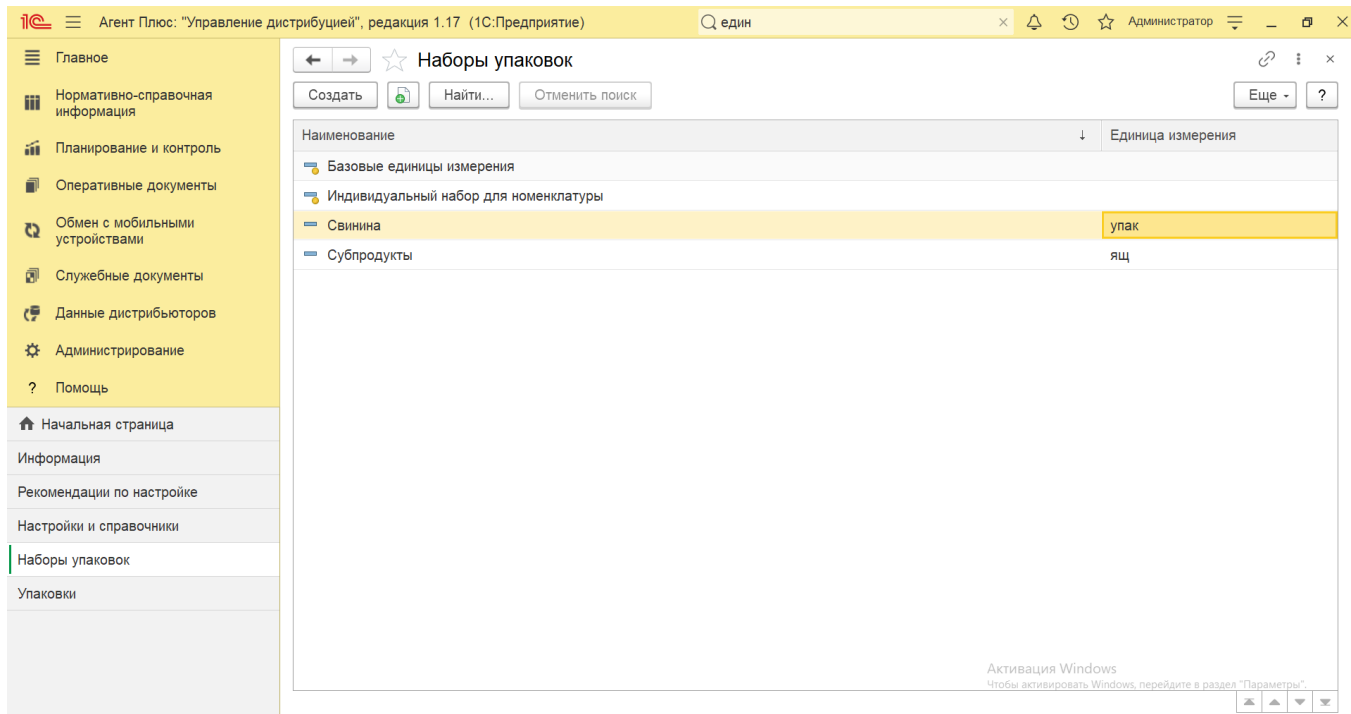 1С Агент Плюс: "Управление дистрибуцией", редакция 1.17 (1С:Предприятие) един Администратор
Главное
Нормативно-справочная
информация
Планирование и контроль
Оперативные документы
Обмен с мобильными
устройствами
Служебные документы
Данные дистрибьюторов
Администрирование
? Помощь
Начальная страница
Информация
Рекомендации по настройке
Настройки и справочники
Наборы упаковок
Упаковки
Наборы упаковок
Создать Найти... Отменить поиск Еще ?
Наименование Единица измерения
Базовые единицы измерения
Индивидуальный набор для номенклатуры
Свинина упак
Субпродукты ящ
Активация Windows
Чтобы активировать Windows, перейдите в раздел "Параметры".